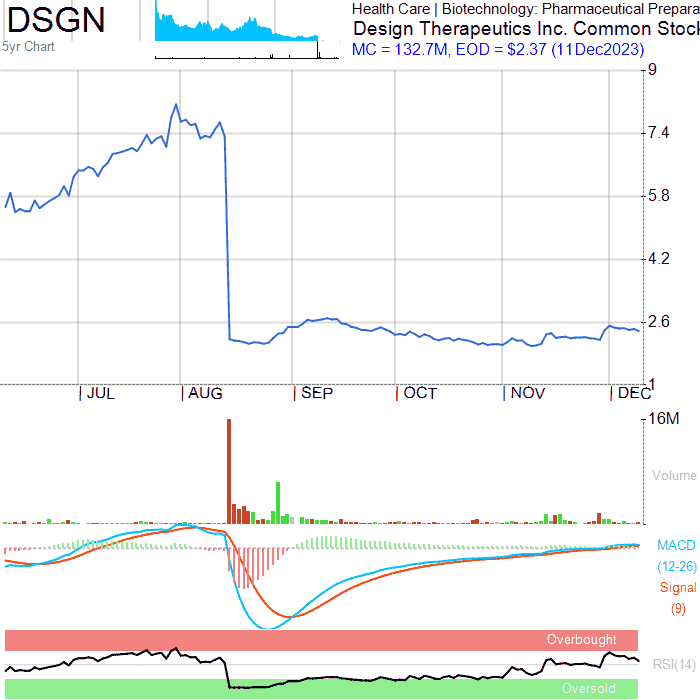 DSGN
5yr Chart
Health Care | Biotechnology: Pharmaceutical Prepara
Design Therapeutics Inc. Common Stock
MC = 132.7M, EOD = $2.37 (11Dec2023)
9
7.4
5.8
4.2
2.6
1
JUL AUG SEP OCT NOV DEC
16M
Volume
MACD
(12-26)
Signal
(9)
Overbought
RSI(14)
Oversold